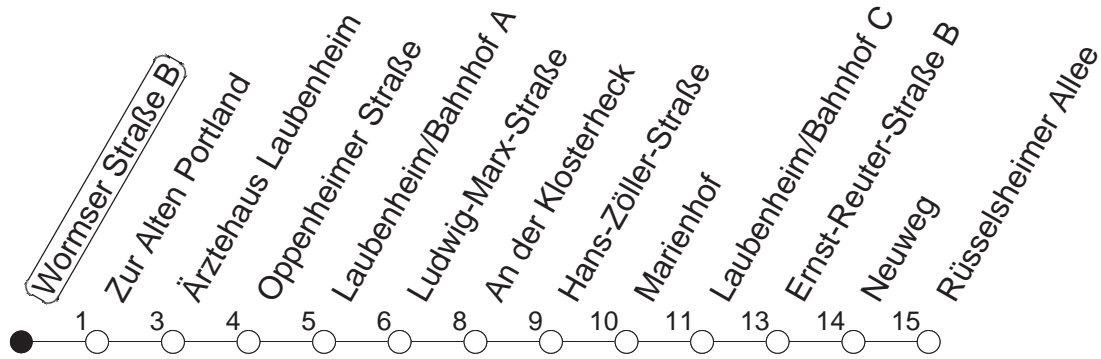 Wormser Straße B
Zur Alten Portland
Ärztehaus Laubenheim
Oppenheimer Straße
Laubenheim/Bahnhof A
Ludwig-Marx-Straße
An der Klosterheck
Hans-Zöller-Straße
Marienhof
Laubenheim/Bahnhof C
Ernst-Reuter-Straße B
Neuweg
Rüsselsheimer Allee
1 3 4 5 6 8 9 10 11 13 14 15